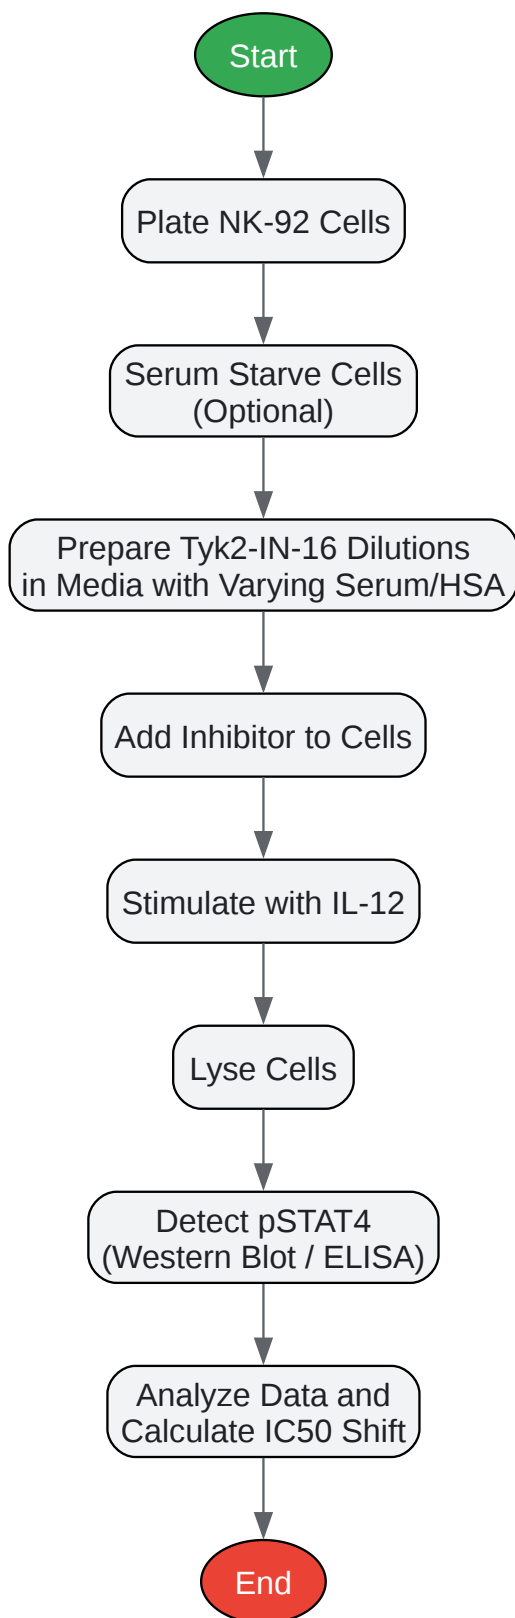 Start
Plate NK-92 Cells
Serum Starve Cells
(Optional)
Prepare Tyk2-IN-16 Dilutions
in Media with Varying Serum/HSA
Add Inhibitor to Cells
Stimulate with IL-12
Lyse Cells
Detect pSTAT4
(Western Blot / ELISA)
Analyze Data and
Calculate IC50 Shift
End